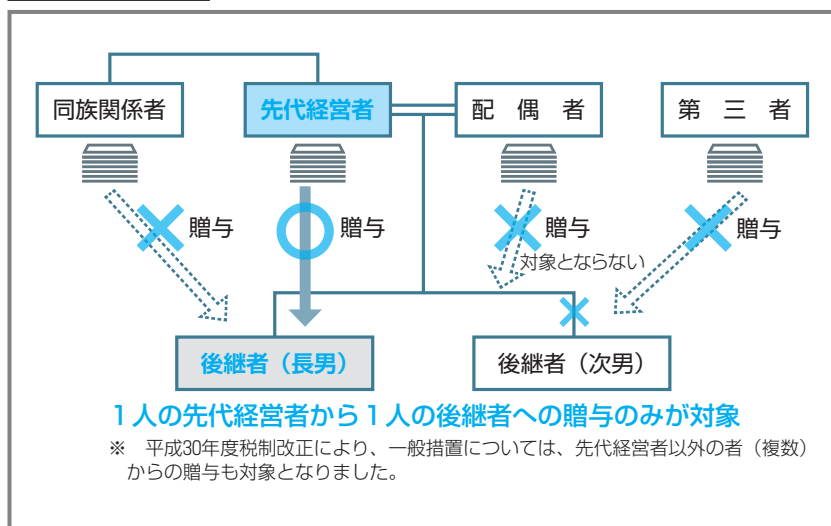 同族関係者
先代経営者
配偶者
第三者
贈与
贈与
贈与
贈与
対象とならない
後継者（長男）
後継者（次男）
１人の先代経営者から１人の後継者への贈与のみが対象
※　平成30年度税制改正により、一般措置については、先代経営者以外の者（複数）
からの贈与も対象となりました。